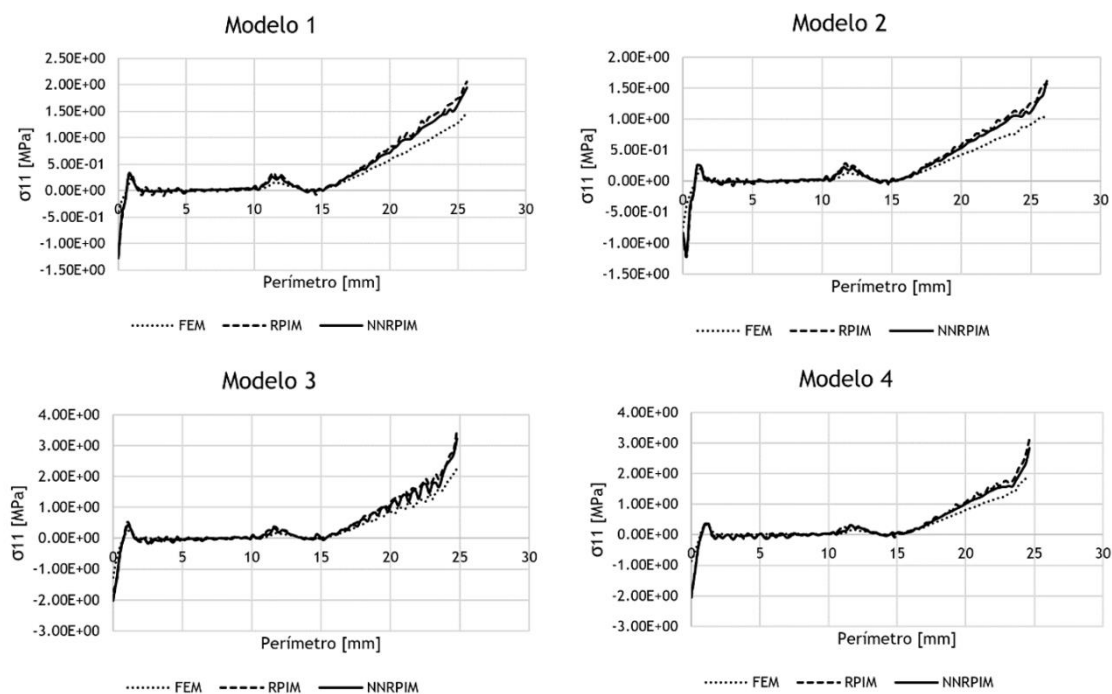 Modelo 1
2.50E+00
2.00E+00
1.50E+00
1.00E+00
5.00E-01
0.00E+00
-5.00E-01
-1.00E+00
-1.50E+00
σ11 [MPa]
0 5 10 15 20 25 30
Perímetro [mm]
FEM RPIM NNRPIM
Modelo 2
2.00E+00
1.50E+00
1.00E+00
5.00E-01
0.00E+00
-5.00E-01
-1.00E+00
-1.50E+00
σ11 [MPa]
0 5 10 15 20 25 30
Perímetro [mm]
FEM RPIM NNRPIM
Modelo 3
4.00E+00
3.00E+00
2.00E+00
1.00E+00
0.00E+00
-1.00E+00
-2.00E+00
-3.00E+00
σ11 [MPa]
0 5 10 15 20 25 30
Perímetro [mm]
FEM RPIM NNRPIM
Modelo 4
4.00E+00
3.00E+00
2.00E+00
1.00E+00
0.00E+00
-1.00E+00
-2.00E+00
-3.00E+00
σ11 [MPa]
0 5 10 15 20 25 30
Perímetro [mm]
FEM RPIM NNRPIM